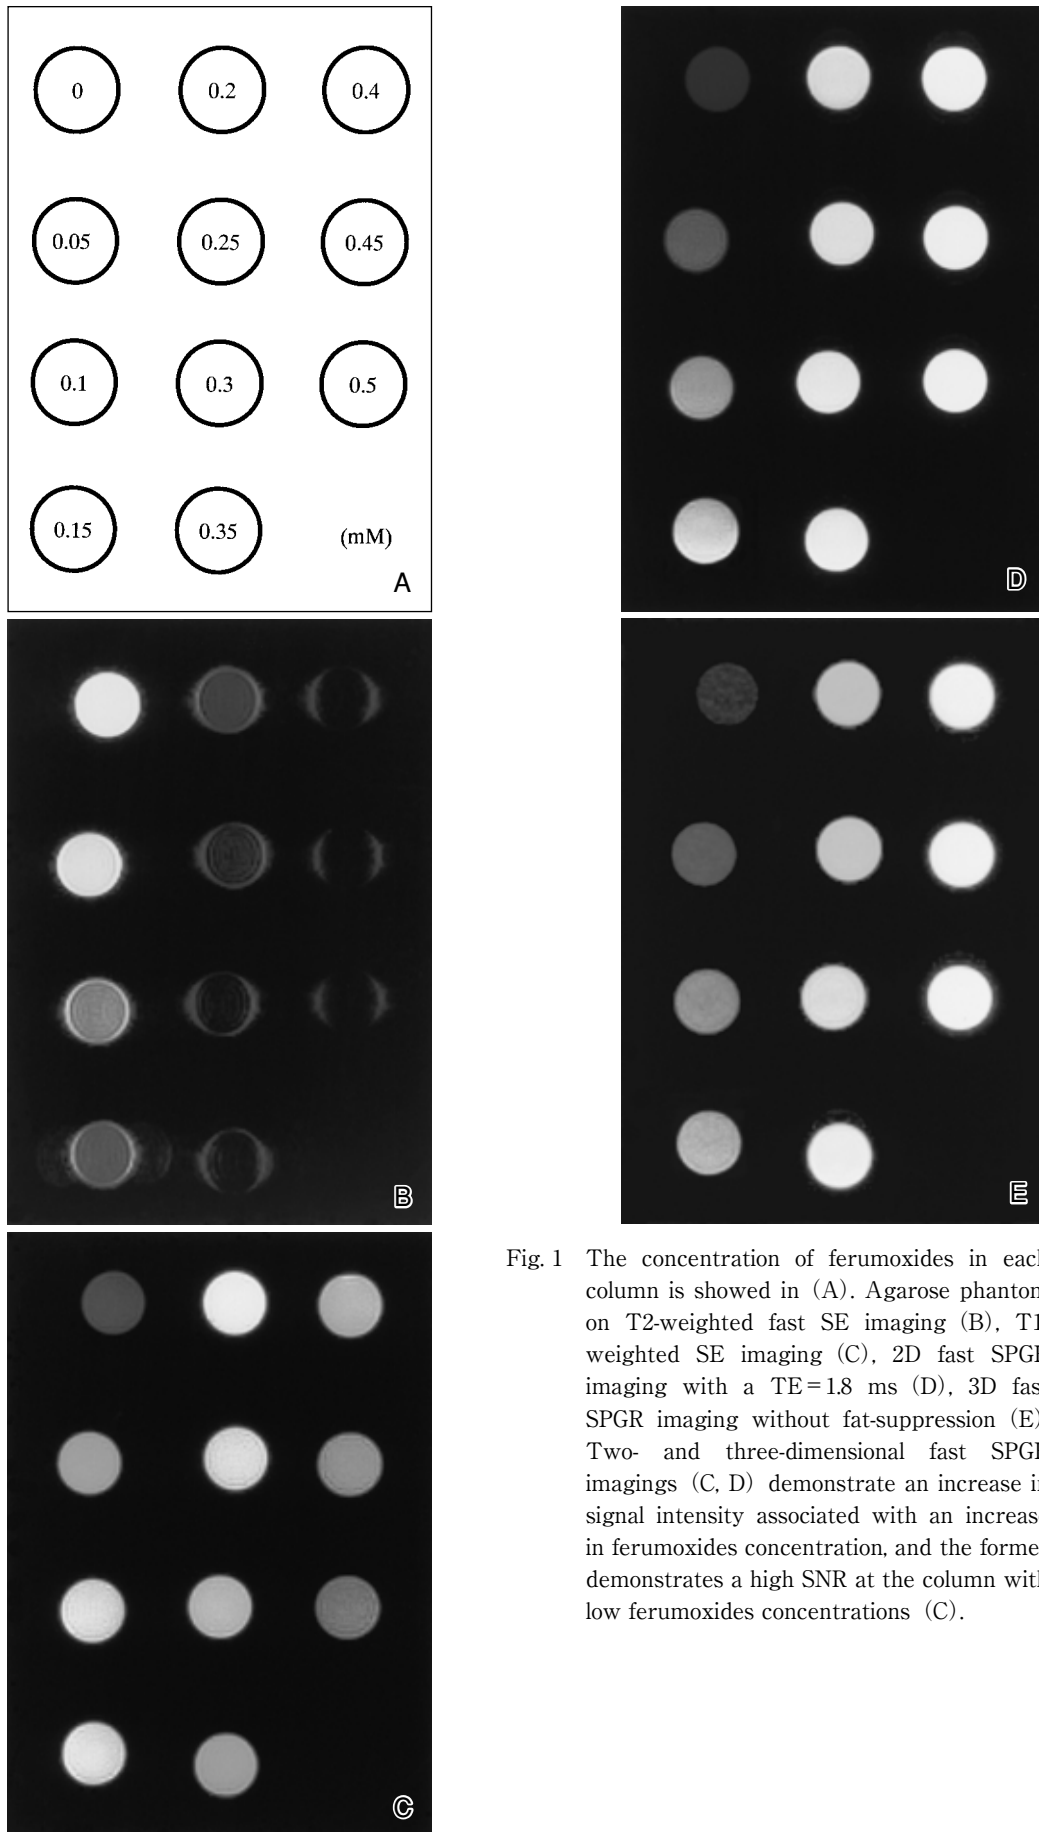 0 0.2 0.4
0.05 0.25 0.45
0.1 0.3 0.5
0.15 0.35 (mM)
A
D
B
E
C
Fig. 1 The concentration of ferumoxides in each
column is showed in (A). Agarose phantom
on T2-weighted fast SE imaging (B), T1
weighted SE imaging (C), 2D fast SPGR
imaging with a TE=1.8 ms (D), 3D fas
SPGR imaging without fat-suppression (E)
Two- and three-dimensional fast SPGR
imagings (C, D) demonstrate an increase in
signal intensity associated with an increase
in ferumoxides concentration, and the forme
demonstrates a high SNR at the column with
low ferumoxides concentrations (C).